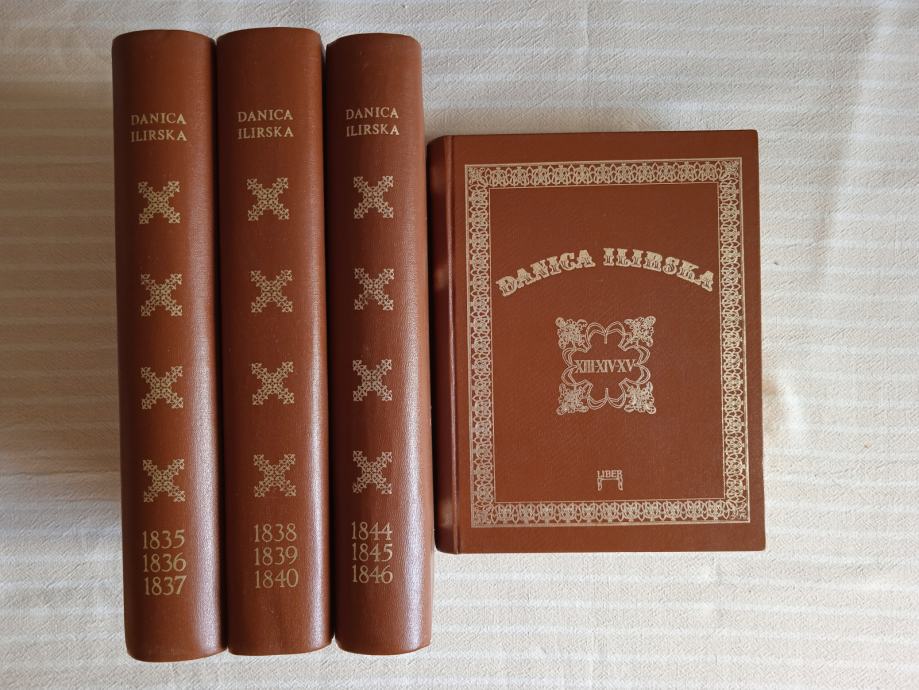 DANICA
ILIRSKA
1835
1836
1837
DANICA
ILIRSKA
1838
1839
1840
DANICA
ILIRSKA
1844
1845
1846
DANICA ILIRSKA
XIII·XIV·XV
LIBER